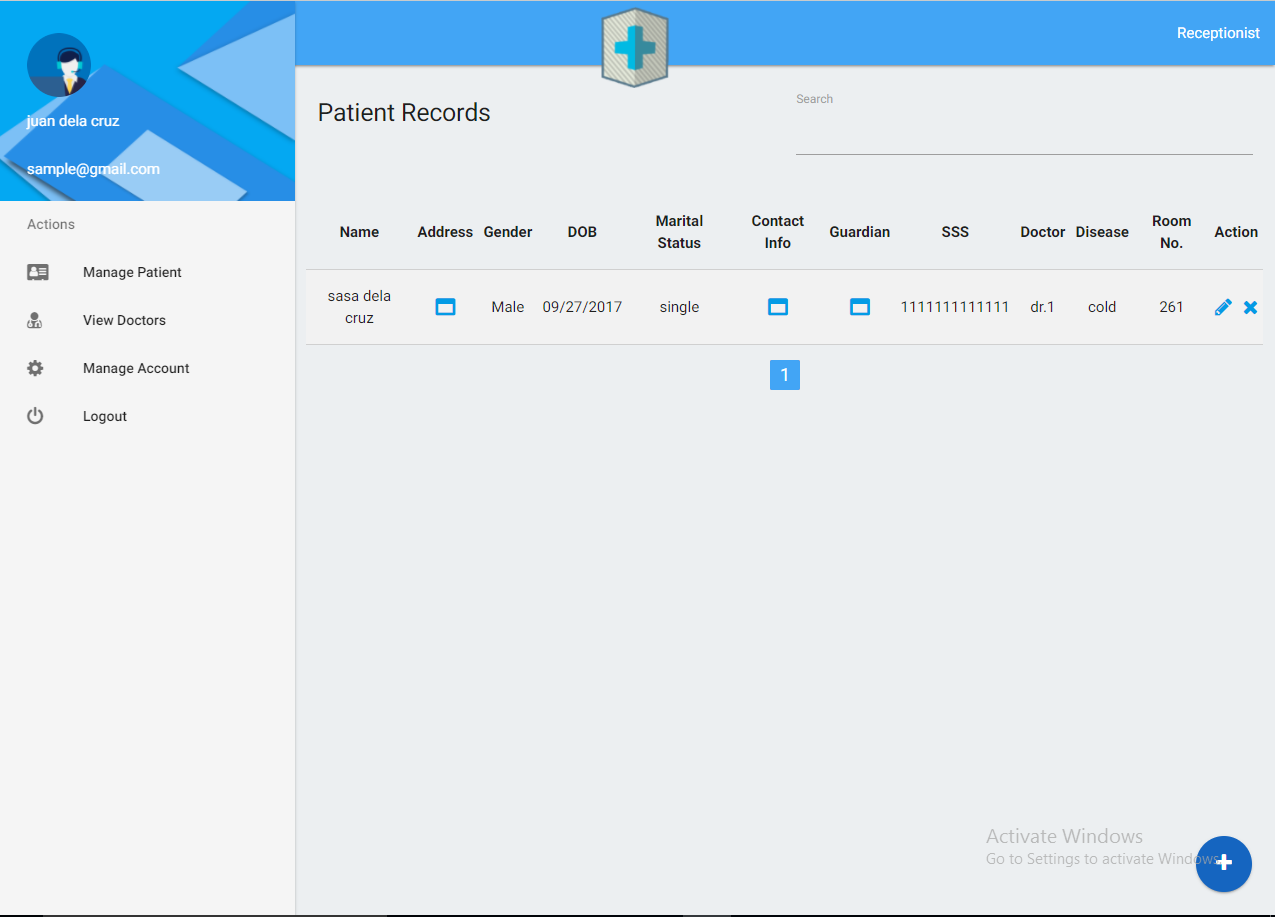 juan dela cruz
sample@gmail.com
Actions
Manage Patient
View Doctors
Manage Account
Logout
Receptionist
Patient Records
Search
Name Address Gender DOB Marital Status Contact Info Guardian SSS Doctor Disease Room No. Action
sasa dela cruz Male 09/27/2017 single 1111111111111 dr.1 cold 261
1
Activate Windows
Go to Settings to activate Windows.